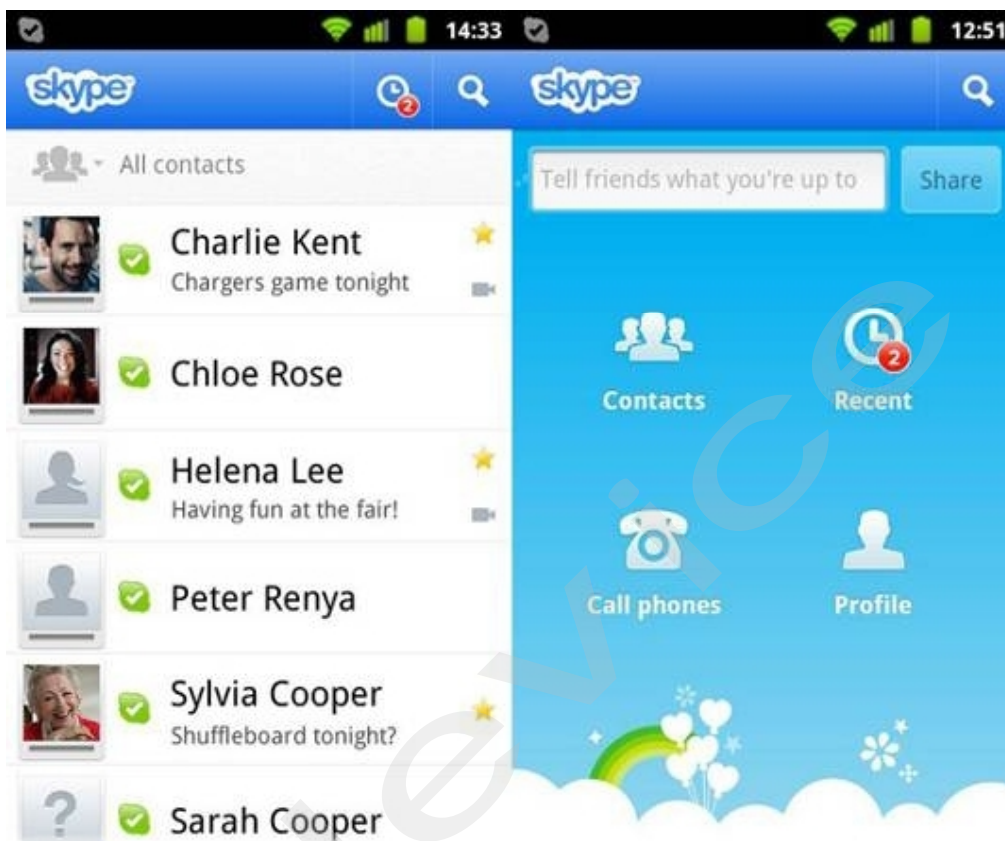 14:33
skype
2
All contacts
Charlie Kent
Chargers game tonight
Chloe Rose
Helena Lee
Having fun at the fair!
Peter Renya
Sylvia Cooper
Shuffleboard tonight?
?
Sarah Cooper
12:51
skype
Tell friends what you're up to
Share
Contacts
2
Recent
Call phones
Profile